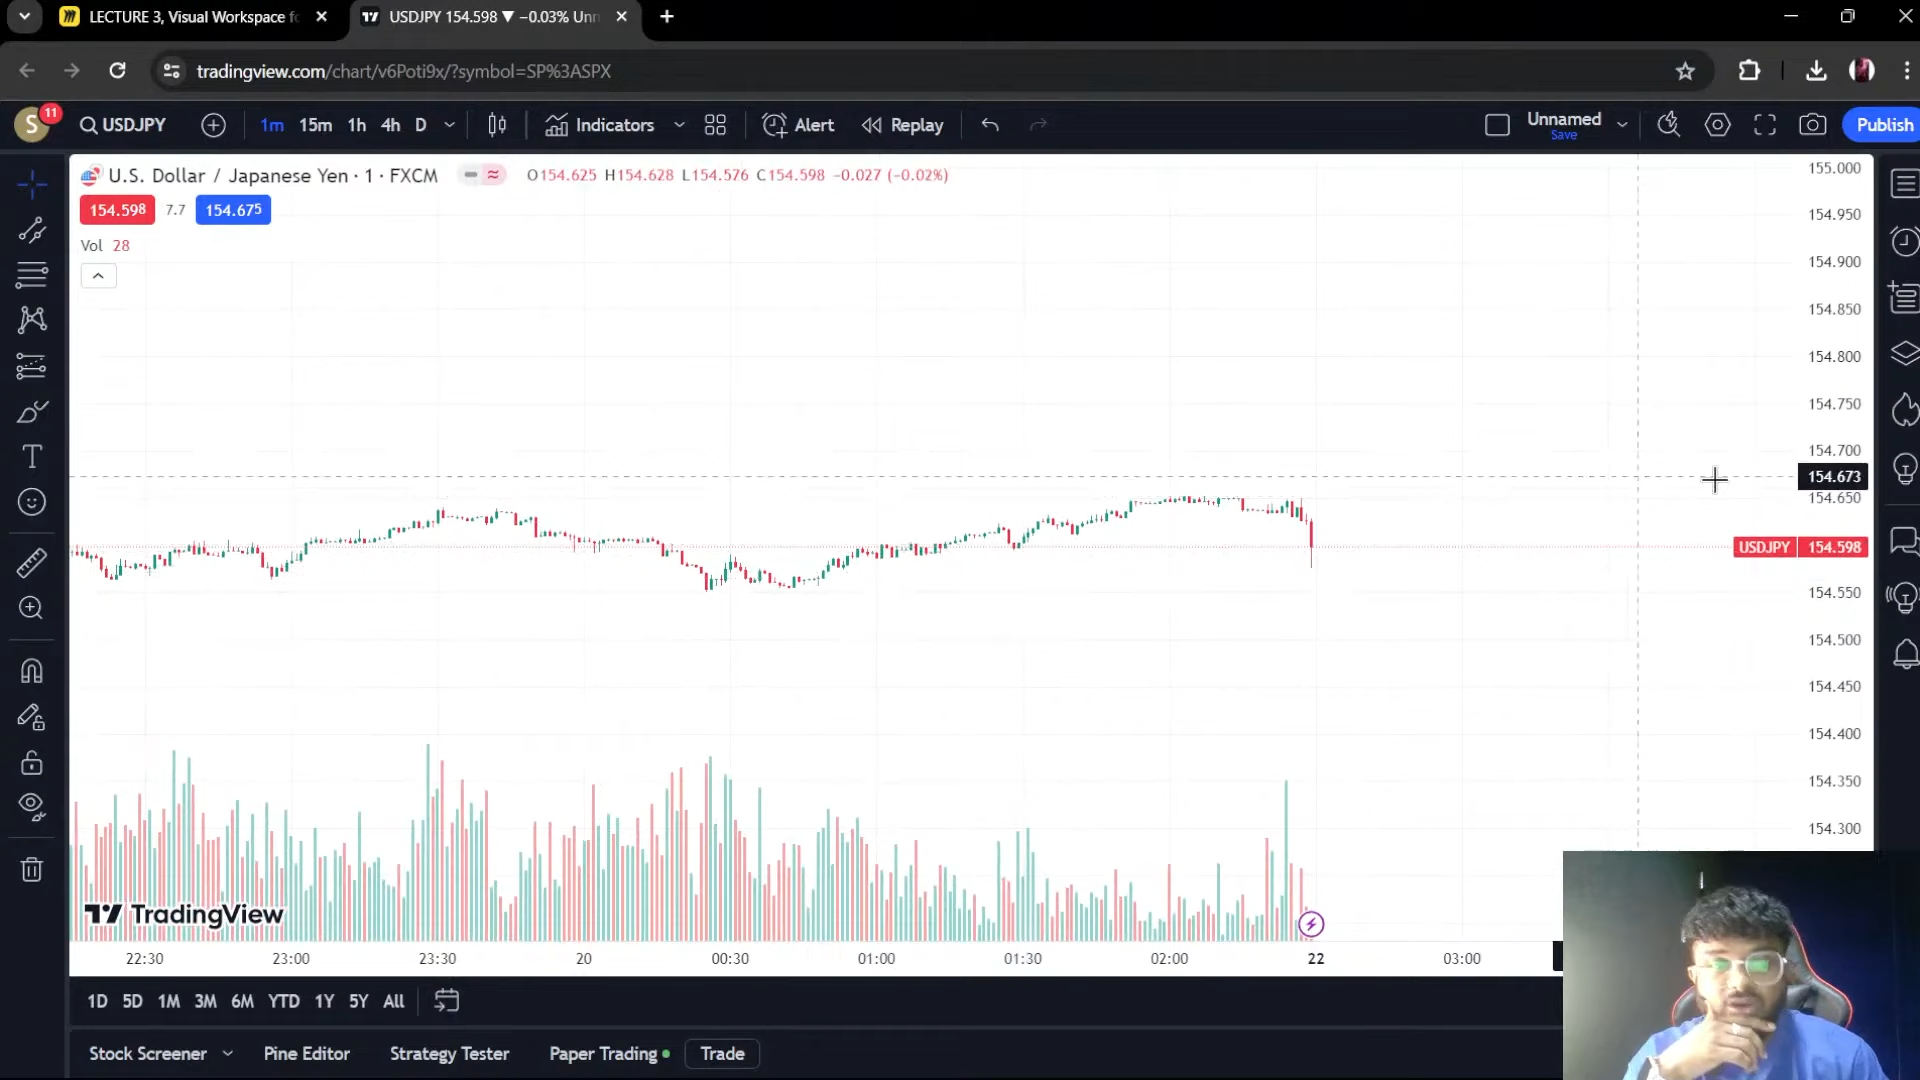 LECTURE 3, Visual Workspace fo
USDJPY 154.598 ▼ −0.03% Unn
tradingview.com/chart/v6Poti9x/?symbol=SP%3ASPX
S
11
USDJPY
1m 15m 1h 4h D
Indicators
Alert
Replay
Unnamed
Save
Publish
U.S. Dollar / Japanese Yen · 1 · FXCM
O154.625 H154.628 L154.576 C154.598 -0.027 (-0.02%)
154.598 7.7 154.675
Vol 28
155.000
154.950
154.900
154.850
154.800
154.750
154.700
154.673
154.650
USDJPY 154.598
154.550
154.500
154.450
154.400
154.350
154.300
TradingView
22:30 23:00 23:30 20 00:30 01:00 01:30 02:00 22 03:00
1D 5D 1M 3M 6M YTD 1Y 5Y All
Stock Screener Pine Editor Strategy Tester Paper Trading Trade